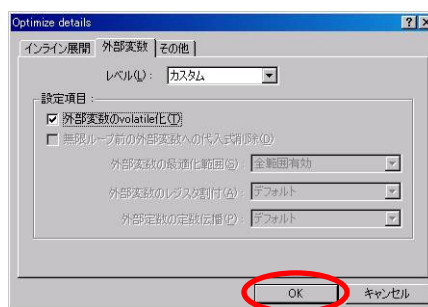 Optimize details
インライン展開 外部変数 その他
レベル(L): カスタム
設定項目:
外部変数のvolatile化(T)
無限ループ前の外部変数への代入式削除(D)
外部変数の最適化範囲(S): 全範囲有効
外部変数のレジスタ割付(A): デフォルト
外部定数の定数伝播(P): デフォルト
OK キャンセル